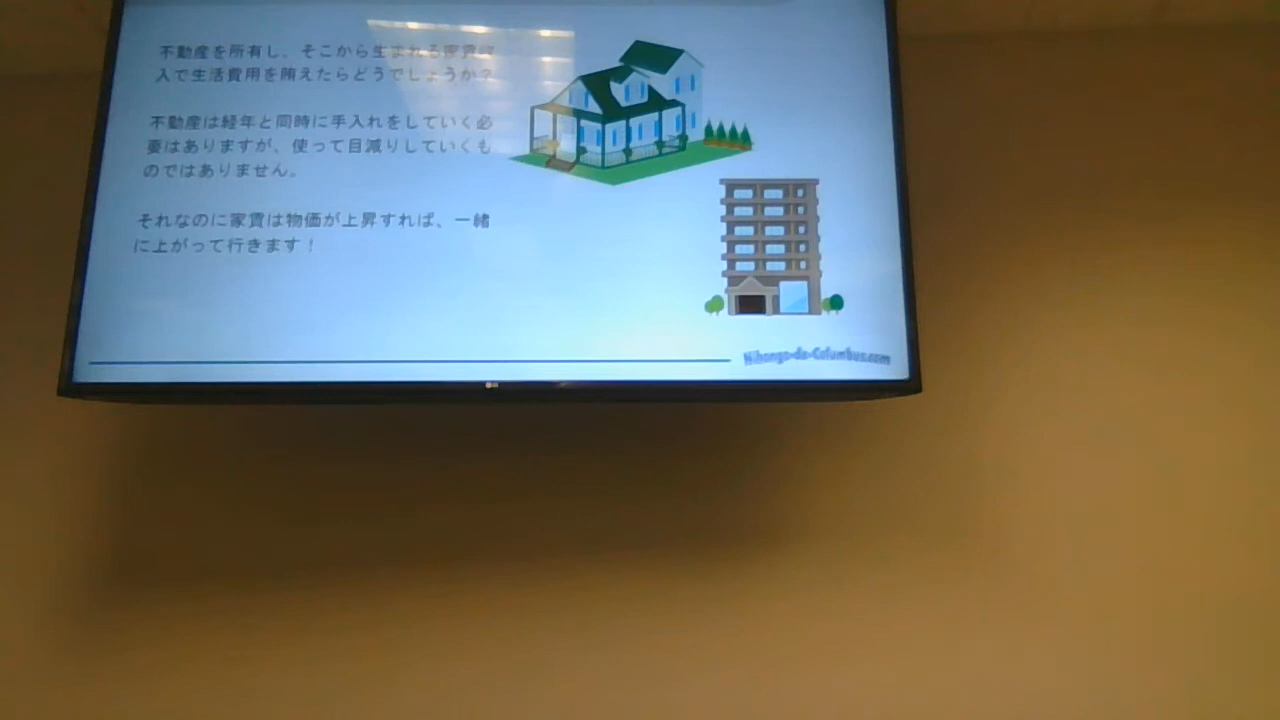 不動産を所有し、そこから生まれる家賃収
入で生活費用を賄えたらどうでしょうか？
不動産は経年と同時に手入れをしていく必
要はありますが、使って目減りしていくも
のではありません。
それなのに家賃は物価が上昇すれば、一緒
に上がって行きます！
Nihongo-de-Columbus.com